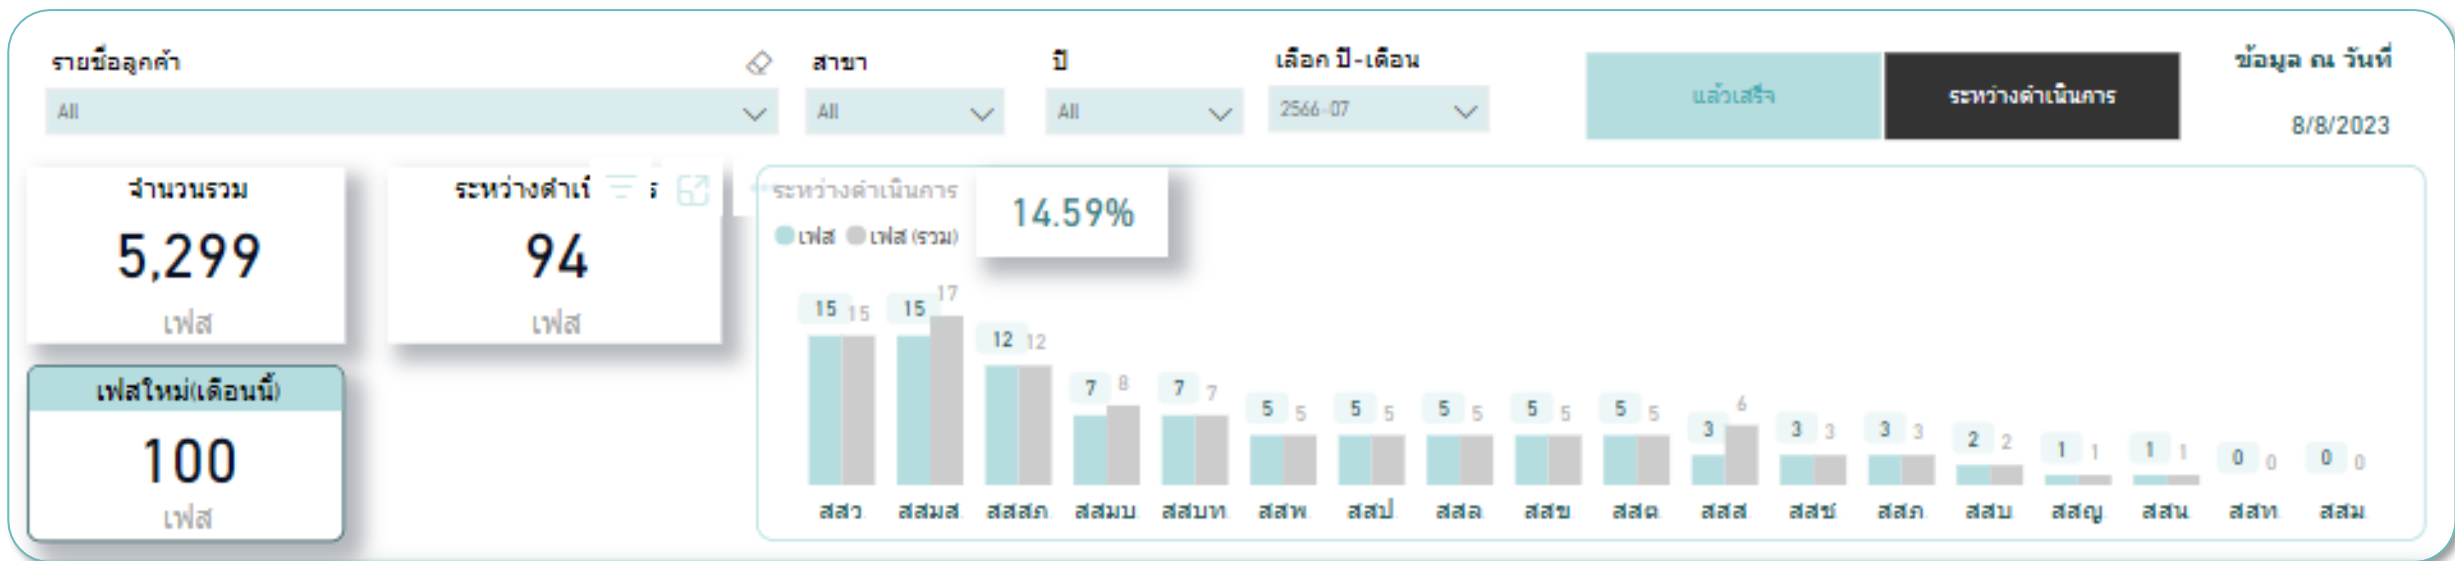 รายชื่อลูกค้า
All
สาขา
All
ปี
All
เลือก ปี-เดือน
2566-07
แล้วเสร็จ
ระหว่างดำเนินการ
ข้อมูล ณ วันที่
8/8/2023
จำนวนรวม
5,299
เฟส
ระหว่างดำเนิ ร
94
เฟส
เฟสใหม่(เดือนนี้)
100
เฟส
ระหว่างดำเนินการ
เฟส เฟส (รวม)
14.59%
15 15 15 17 12 12 7 8 7 7 5 5 5 5 5 5 5 5 5 5 3 6 3 3 3 3 2 2 1 1 1 1 0 0 0 0
สสว. สสมส. สสสภ. สสมบ. สสบท. สสพ. สสป. สสล. สสข. สสต. สสส. สสช. สสภ. สสบ. สสญ. สสน. สสท. สสม.